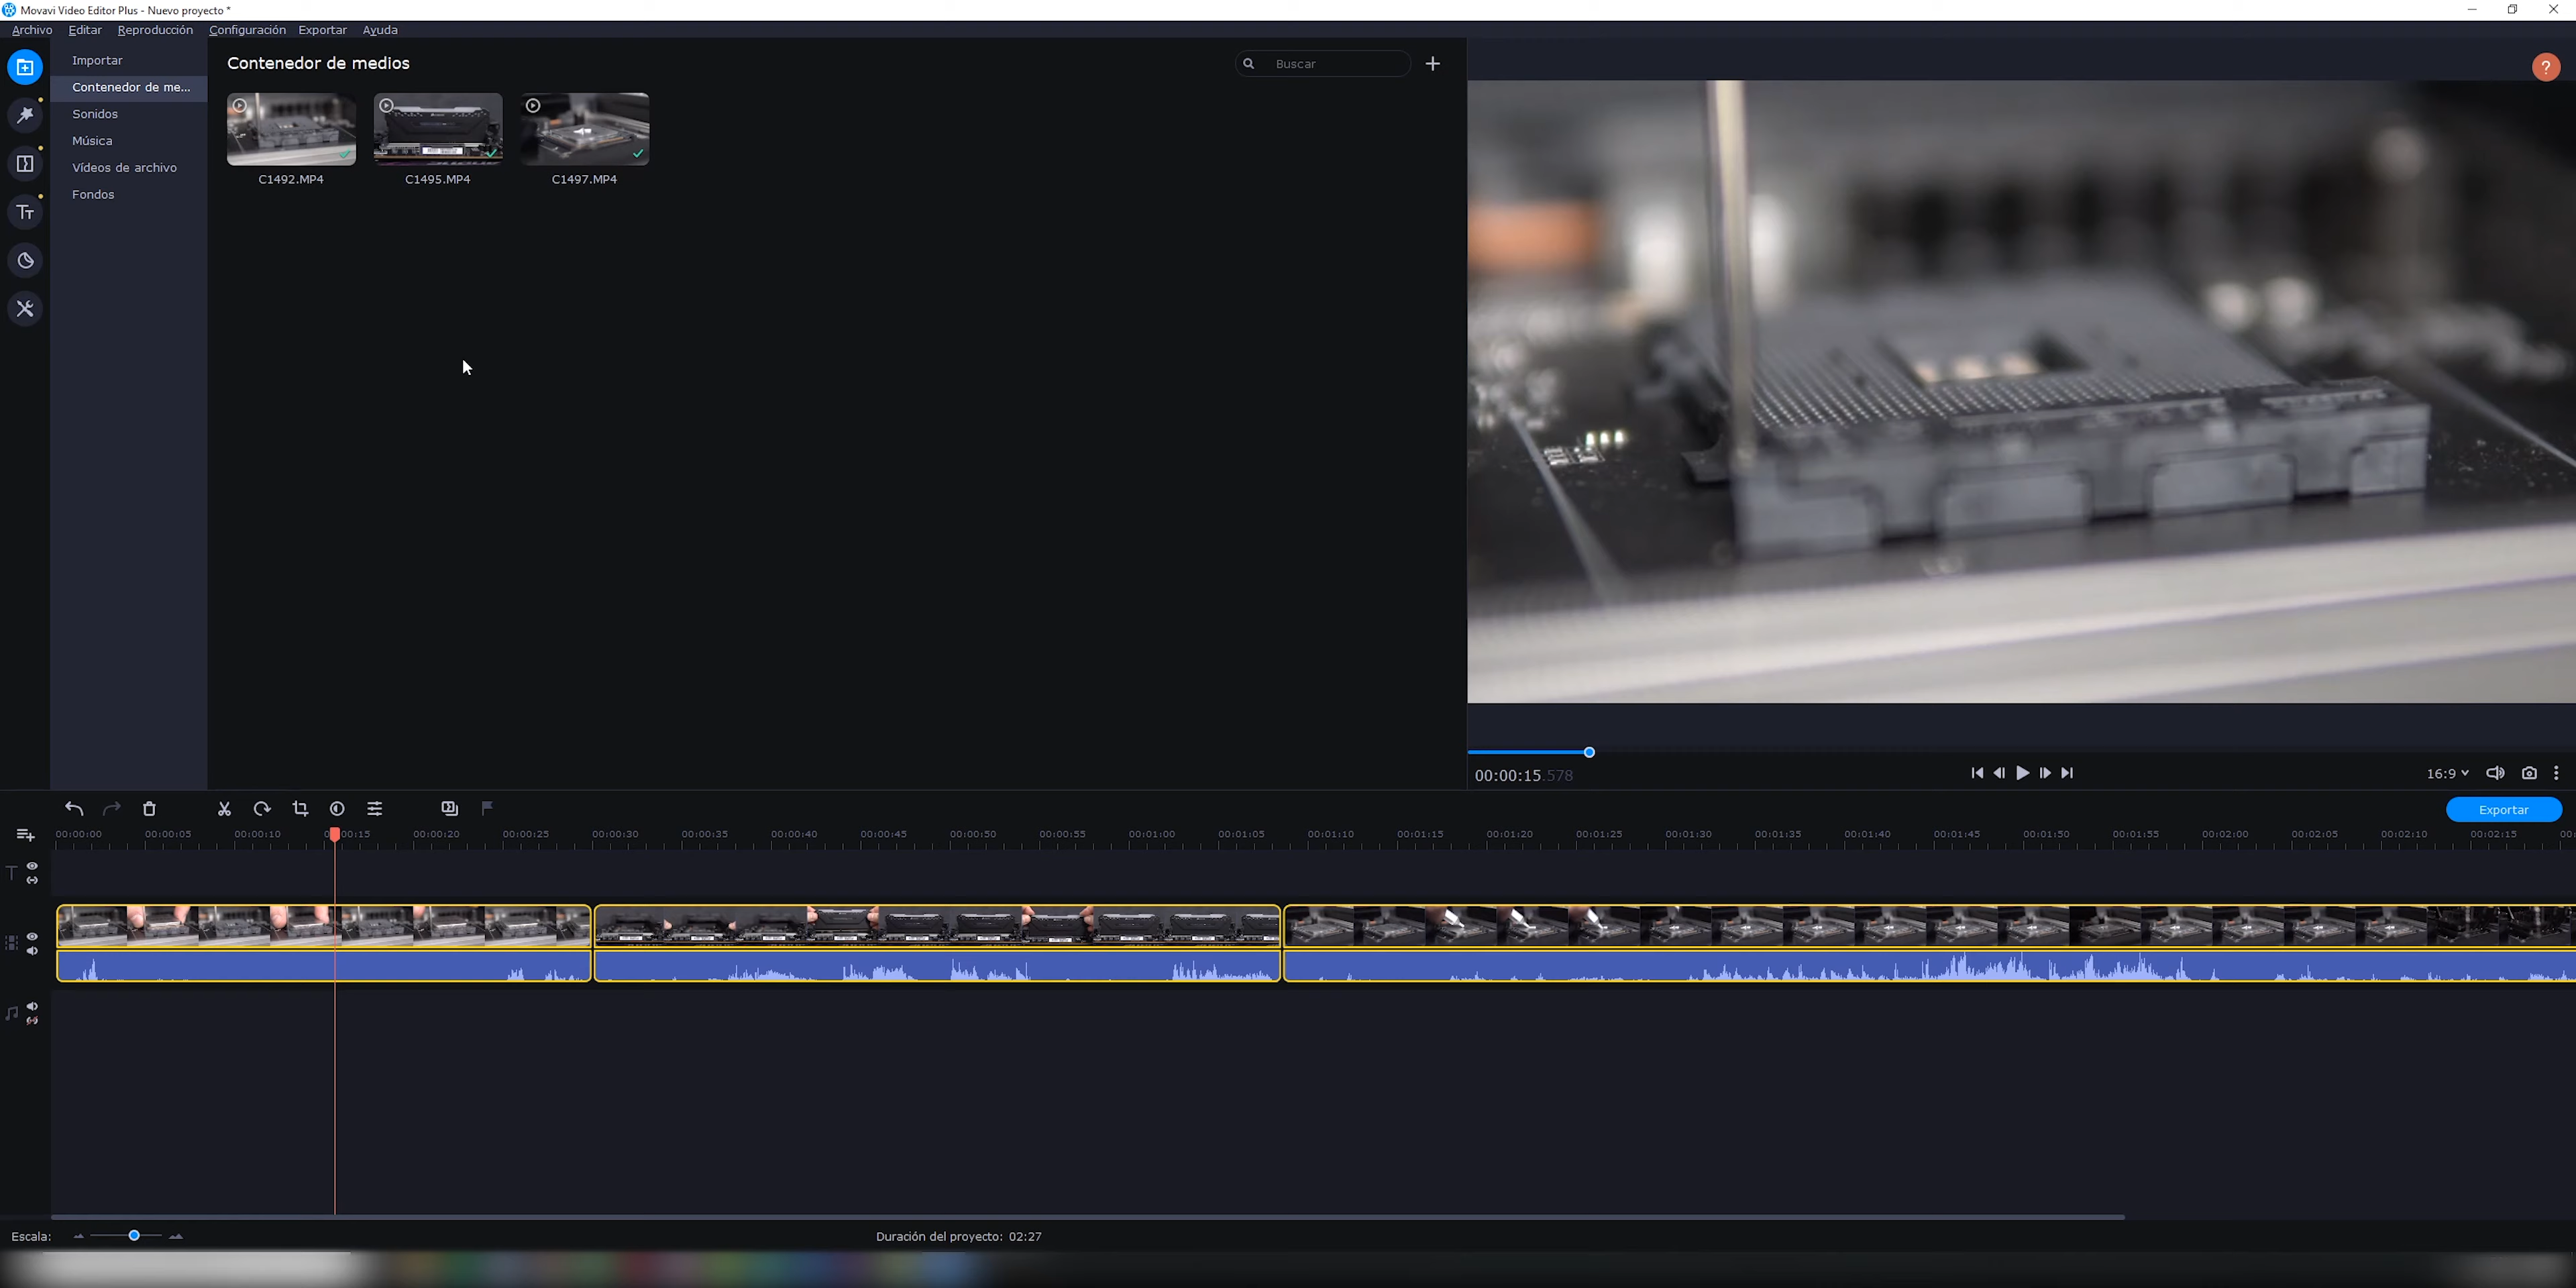 Movavi Video Editor Plus - Nuevo proyecto *
Archivo Editar Reproducción Configuración Exportar Ayuda
Importar
Contenedor de me...
Sonidos
Música
Vídeos de archivo
Fondos
Contenedor de medios
Buscar
C1492.MP4 C1495.MP4 C1497.MP4
?
00:00:15.578
16:9
Exportar
00:00:00 00:00:05 00:00:10 00:00:15 00:00:20 00:00:25 00:00:30 00:00:35 00:00:40 00:00:45 00:00:50 00:00:55 00:01:00 00:01:05 00:01:10 00:01:15 00:01:20 00:01:25 00:01:30 00:01:35 00:01:40 00:01:45 00:01:50 00:01:55 00:02:00 00:02:05 00:02:10 00:02:15 00:
Escala:
Duración del proyecto: 02:27